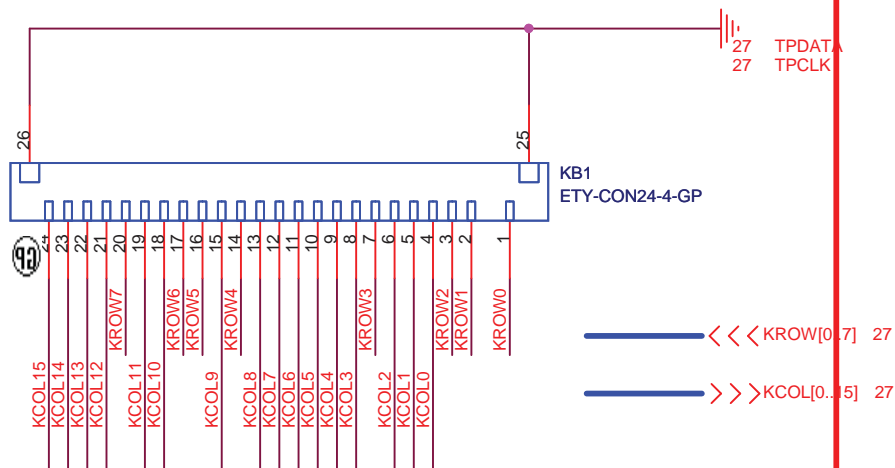 27 TPDATA
27 TPCLK
26
25
KB1
ETY-CON24-4-GP
24 23 22 21 20 19 18 17 16 15 14 13 12 11 10 9 8 7 6 5 4 3 2 1
GP
KROW7 KROW6 KROW5 KROW4 KROW3 KROW2 KROW1 KROW0
KROW[0..7] 27
KCOL15 KCOL14 KCOL13 KCOL12 KCOL11 KCOL10 KCOL9 KCOL8 KCOL7 KCOL6 KCOL5 KCOL4 KCOL3 KCOL2 KCOL1 KCOL0
KCOL[0..15] 27